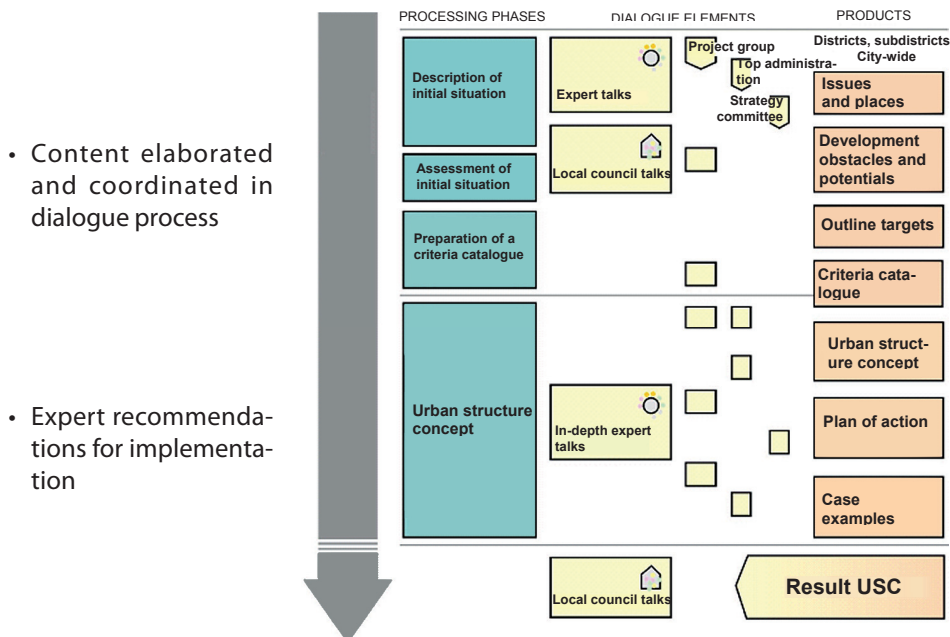 PROCESSING PHASES
DIALOGUE ELEMENTS
PRODUCTS
Districts, subdistricts
City-wide
• Content elaborated
and coordinated in
dialogue process
• Expert recommenda-
tions for implementa-
tion
Description of
initial situation
Assessment of
initial situation
Preparation of a
criteria catalogue
Urban structure
concept
Expert talks
Project group
Top administra-
tion
Strategy
committee
Local council talks
In-depth expert
talks
Local council talks
Issues
and places
Development
obstacles and
potentials
Outline targets
Criteria cata-
logue
Urban struct-
ure concept
Plan of action
Case
examples
Result USC